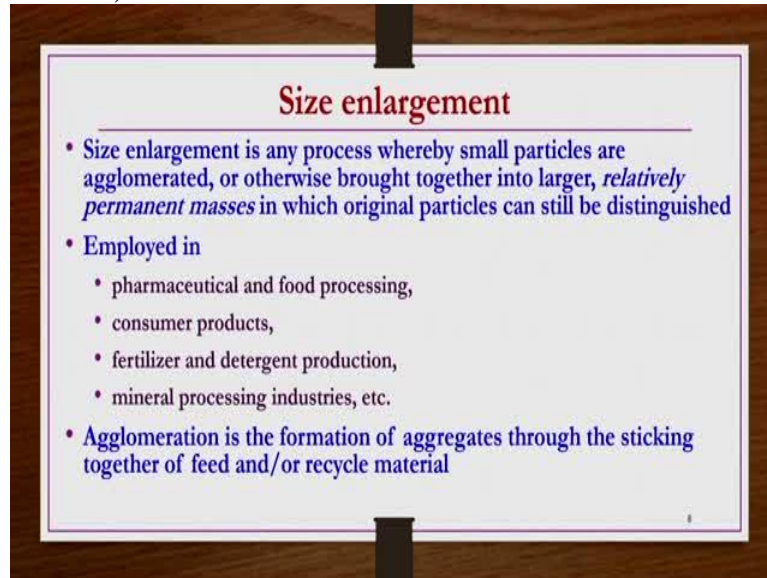 Size enlargement
• Size enlargement is any process whereby small particles are
agglomerated, or otherwise brought together into larger, relatively
permanent masses in which original particles can still be distinguished
• Employed in
• pharmaceutical and food processing,
• consumer products,
• fertilizer and detergent production,
• mineral processing industries, etc.
• Agglomeration is the formation of aggregates through the sticking
together of feed and/or recycle material